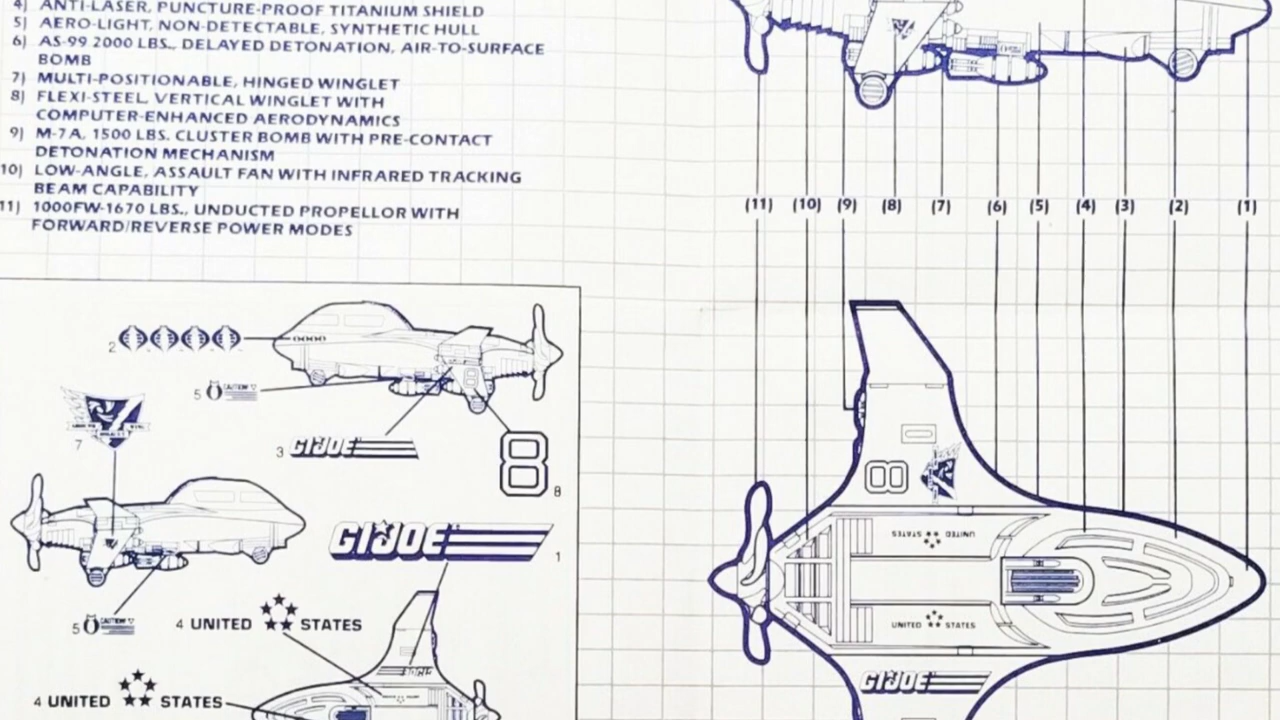 4) ANTI-LASER, PUNCTURE-PROOF TITANIUM SHIELD
5) AERO-LIGHT, NON-DETECTABLE, SYNTHETIC HULL
6) AS-99 2000 LBS., DELAYED DETONATION, AIR-TO-SURFACE
BOMB
7) MULTI-POSITIONABLE, HINGED WINGLET
8) FLEXI-STEEL, VERTICAL WINGLET WITH
COMPUTER-ENHANCED AERODYNAMICS
9) M-7A, 1500 LBS. CLUSTER BOMB WITH PRE-CONTACT
DETONATION MECHANISM
10) LOW-ANGLE, ASSAULT FAN WITH INFRARED TRACKING
BEAM CAPABILITY
11) 1000FW-1670 LBS., UNDUCTED PROPELLOR WITH
FORWARD/REVERSE POWER MODES
(11) (10) (9) (8) (7) (6) (5) (4) (3) (2) (1)
2
5 CAUTION
7
3 GI JOE
8
8
8
GI JOE
1
5 CAUTION
4 UNITED STATES
4 UNITED STATES
8
UNITED STATES
UNITED STATES
GI JOE